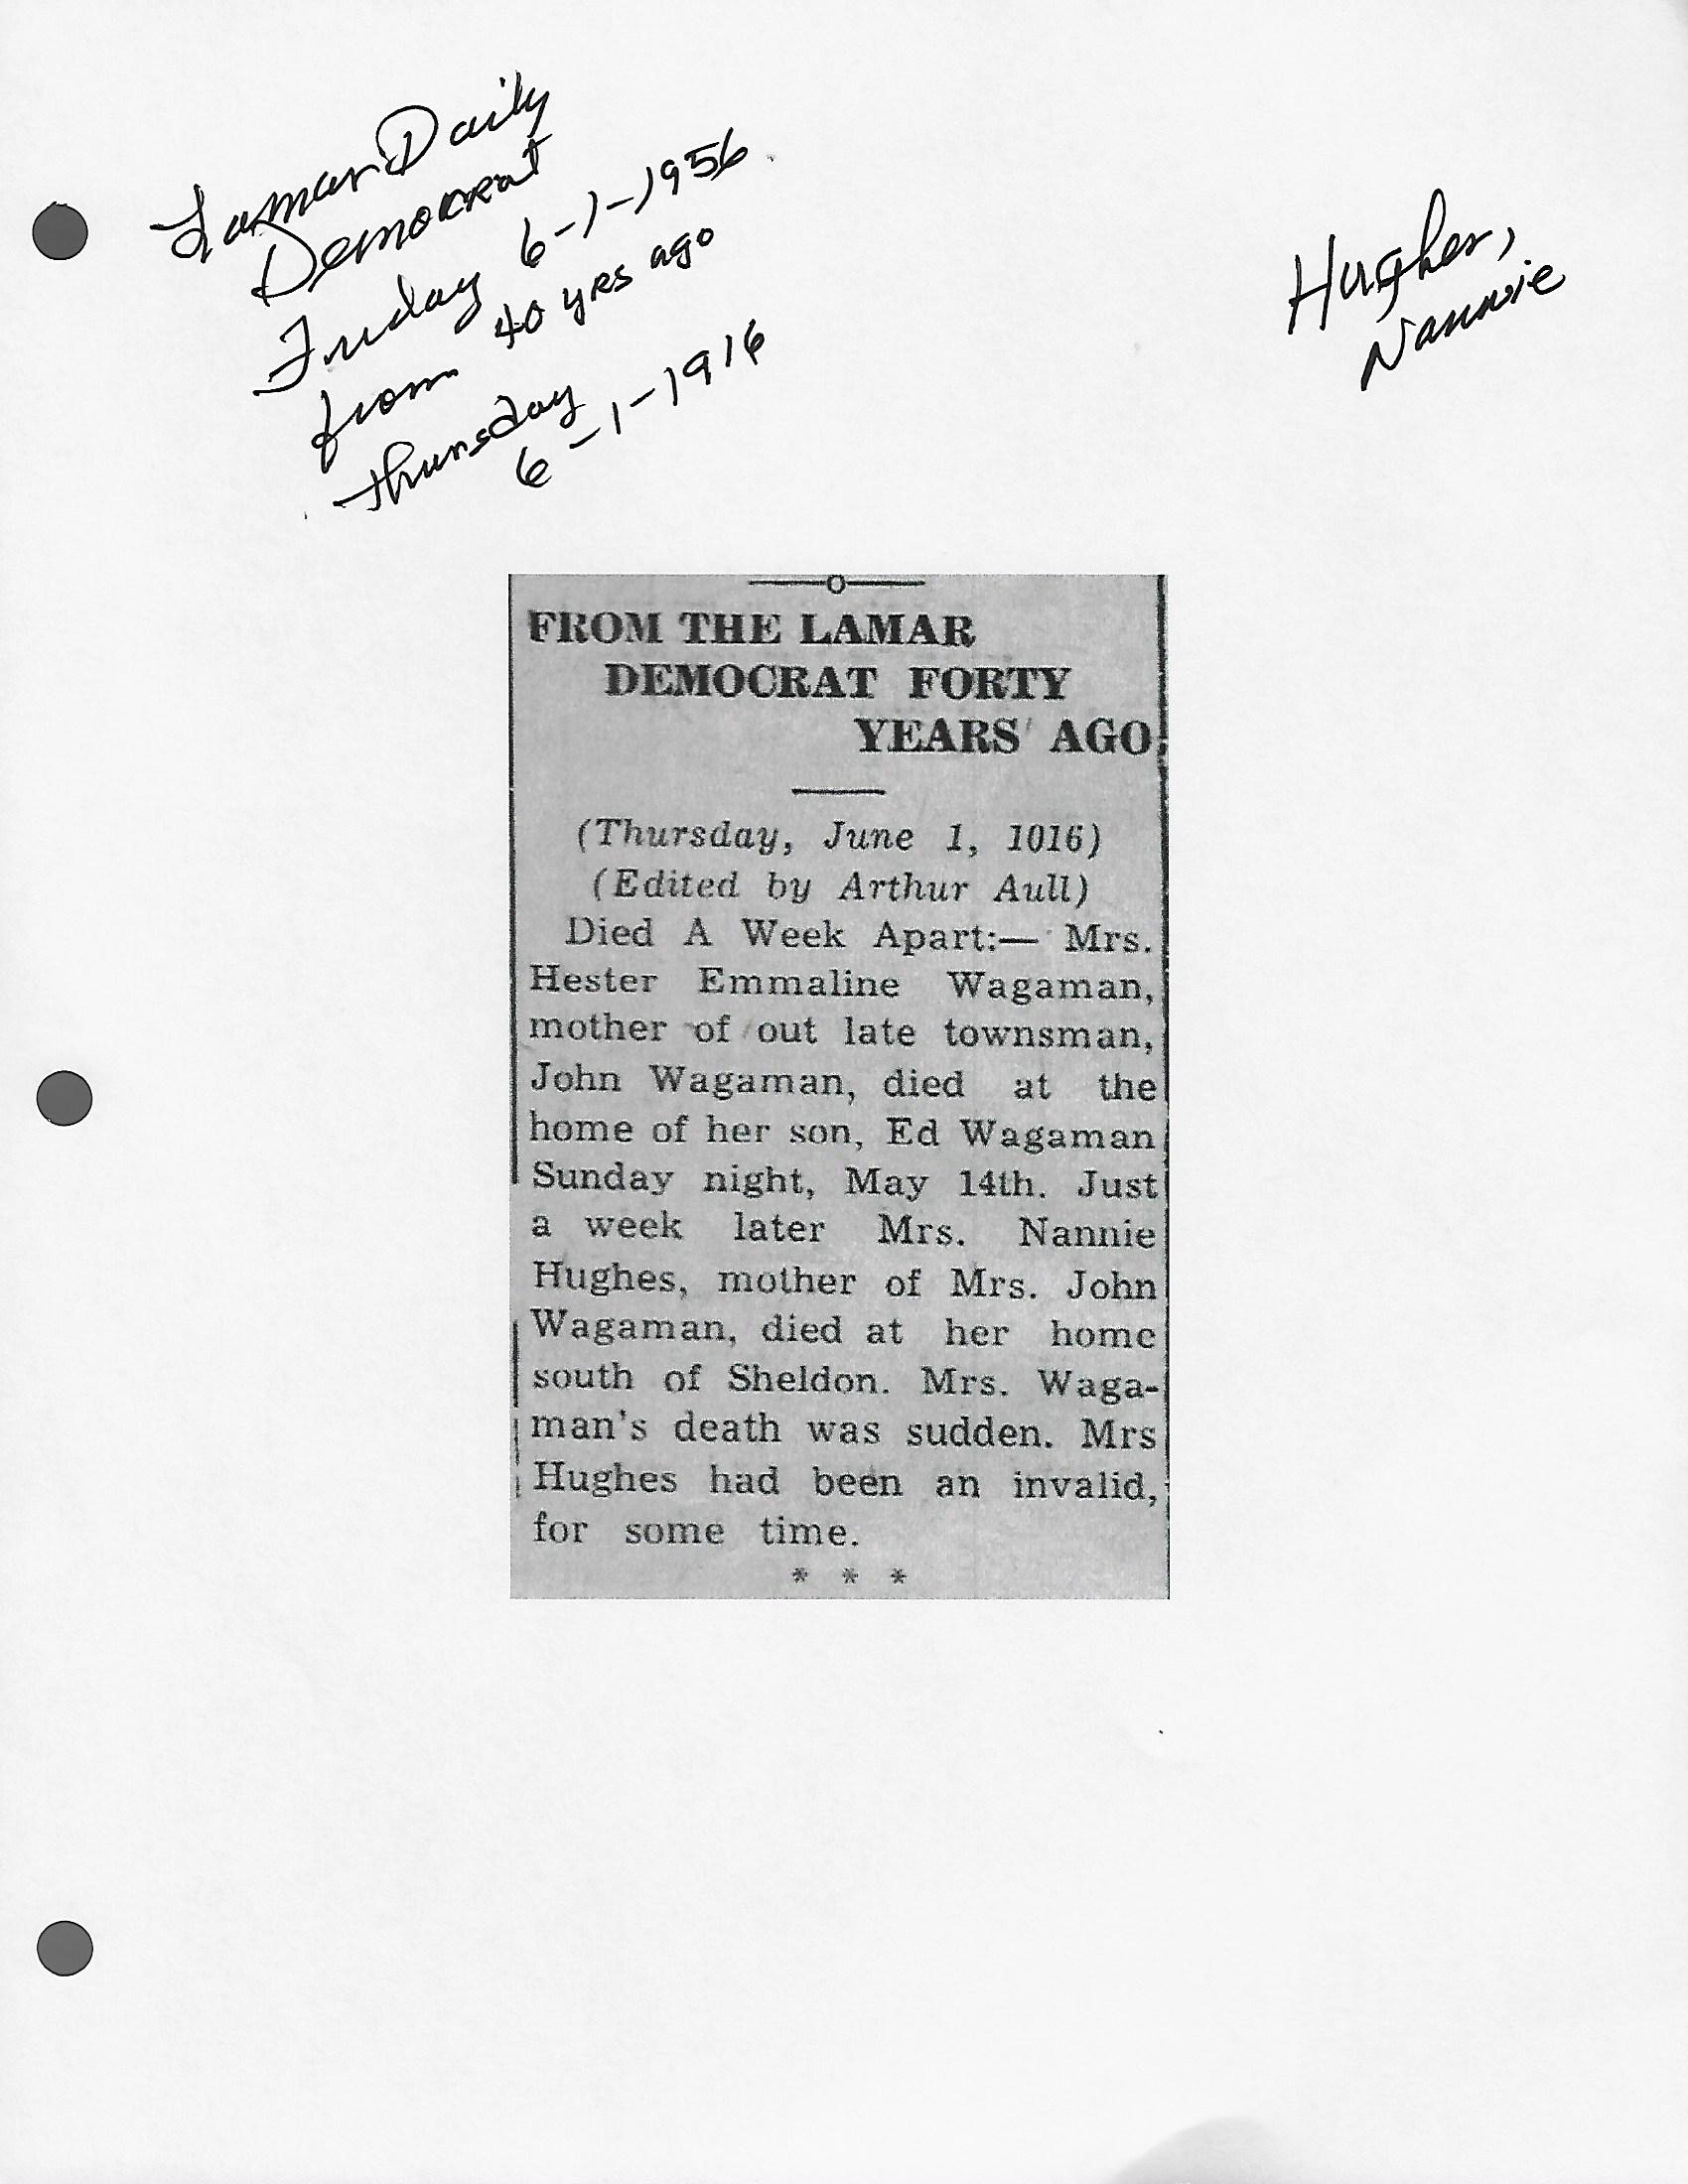 Lamar Daily
Democrat
Friday 6-1-1956
from 40 yrs ago
Thursday
6-1-1916
Hughes,
Nannie
FROM THE LAMAR
DEMOCRAT FORTY
YEARS AGO
(Thursday, June 1, 1016)
(Edited by Arthur Aull)
Died A Week Apart:— Mrs.
Hester Emmaline Wagaman,
mother of out late townsman,
John Wagaman, died at the
home of her son, Ed Wagaman
Sunday night, May 14th. Just
a week later Mrs. Nannie
Hughes, mother of Mrs. John
Wagaman, died at her home
south of Sheldon. Mrs. Waga-
man's death was sudden. Mrs
Hughes had been an invalid,
for some time.
* * *